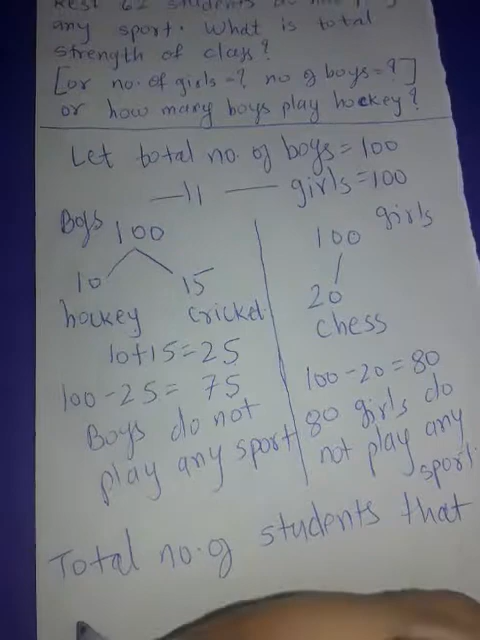 Rest 62 students do not
any sport. What is total
strength of class?
[or no. of girls =? no of boys=?]
or how many boys play hockey?
Let total no. of boys = 100
—11— girls=100
Boys 100
10 15
hockey cricket
10+15=25
100-25= 75
Boys do not
play any sport
girls
100
20
chess
100-20=80
80 girls do
not play any
sport.
Total no. of students that